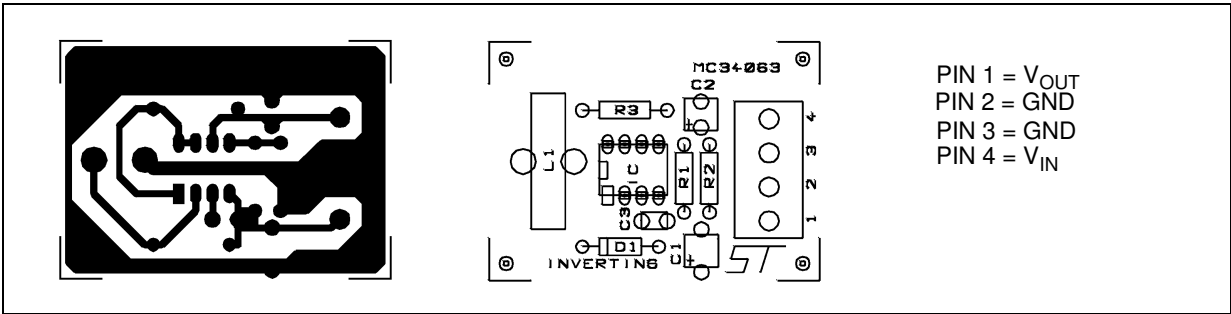 MC34063
C2
R3
+
4
3
2
1
L1
IC
R1
R2
C3
D1
C1
+
INVERTING
ST
PIN 1 = VOUT
PIN 2 = GND
PIN 3 = GND
PIN 4 = VIN